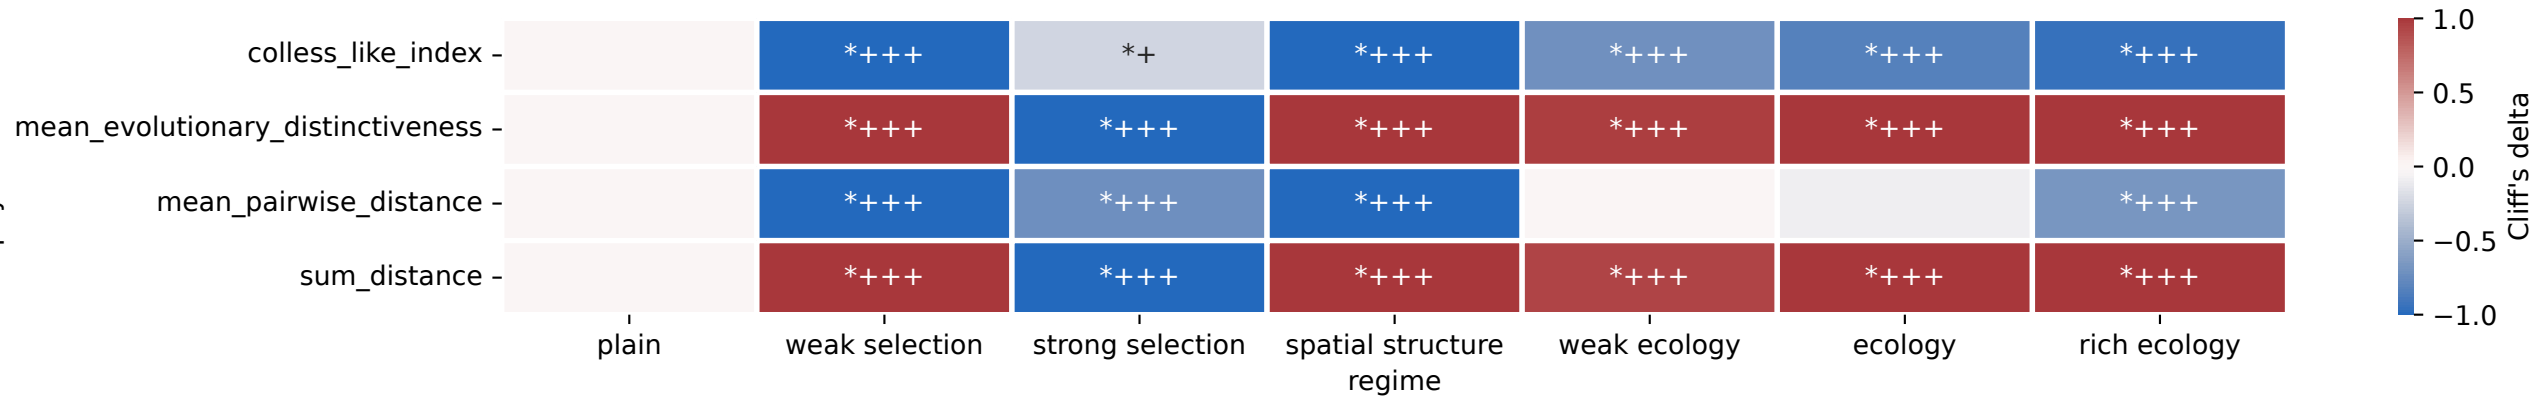 colless_like_index *+++ *+ *+++ *+++ *+++ *+++
mean_evolutionary_distinctiveness *+++ *+++ *+++ *+++ *+++ *+++
mean_pairwise_distance *+++ *+++ *+++ *+++
sum_distance *+++ *+++ *+++ *+++ *+++ *+++
plain weak selection strong selection spatial structure weak ecology ecology rich ecology
regime
1.0
0.5
0.0
−0.5
−1.0
Cliff's delta